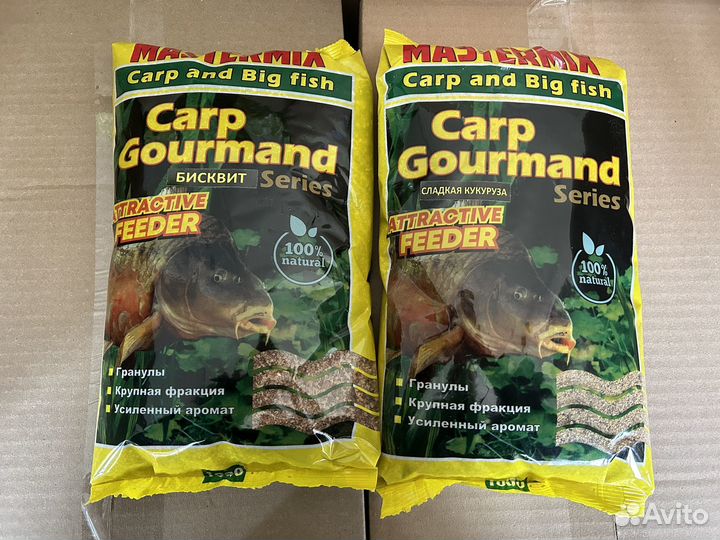 MASTERMIX
Carp and Big fish
Carp
Gourmand
БИСКВИТ
Series
ATTRACTIVE
FEEDER
100%
natural
Гранулы
Крупная фракция
Усиленный аромат
1000
MASTERMIX
Carp and Big fish
Carp
Gourmand
СЛАДКАЯ КУКУРУЗА
Series
ATTRACTIVE
FEEDER
100%
natural
Гранулы
Крупная фракция
Усиленный аромат
1000
Avito